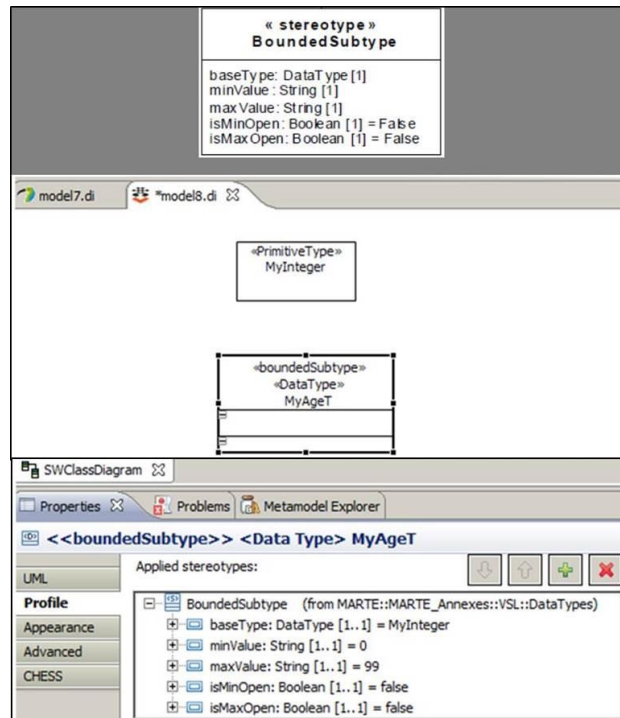 « stereotype »
BoundedSubtype
baseType: DataType [1]
minValue : String [1]
maxValue: String [1]
isMinOpen: Boolean [1] = False
isMaxOpen: Boolean [1] = False
model7.di
*model8.di
«PrimitiveType»
MyInteger
«boundedSubtype»
«DataType»
MyAgeT
SWClassDiagram
Properties
Problems
Metamodel Explorer
<<boundedSubtype>> <Data Type> MyAgeT
UML
Profile
Appearance
Advanced
CHESS
Applied stereotypes:
BoundedSubtype (from MARTE::MARTE_Annexes::VSL::DataTypes)
baseType: DataType [1..1] = MyInteger
minValue: String [1..1] = 0
maxValue: String [1..1] = 99
isMinOpen: Boolean [1..1] = false
isMaxOpen: Boolean [1..1] = false